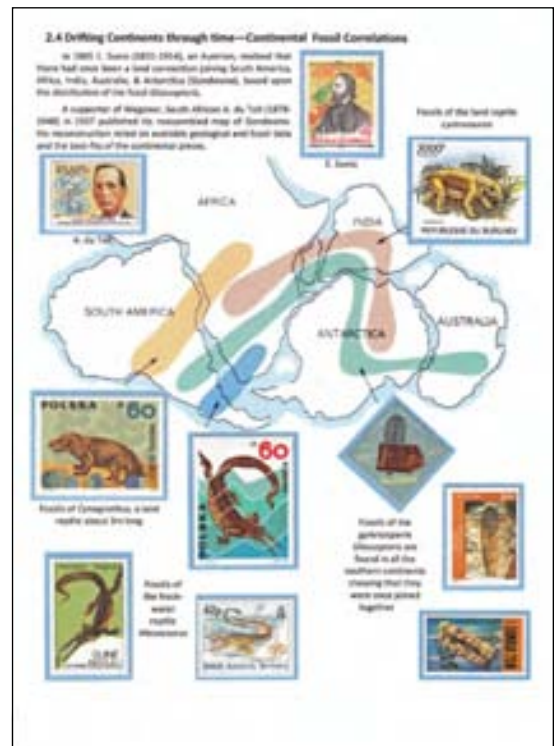 2.4 Drifting Continents through time—Continental Fossil Correlations
In 1885 E. Suess (1831-1914), an Austrian, realised that
there had once been a land connection joining South America,
Africa, India, Australia, & Antarctica (Gondwana), based upon
the distribution of the fossil Glossopteris.
A supporter of Wegener, South African A. du Toit (1878-
1948) in 1937 published his reassembled map of Gondwana.
His reconstruction relied on available geological and fossil data
and the best-fits of the continental pieces.
E. Suess
Fossils of the land reptile
A. du Toit
AFRICA
INDIA
REPUBLIQUE DU BURUNDI
SOUTH AMERICA
ANTARCTICA
AUSTRALIA
POLSKA 60
60
POLSKA
Fossils of Cynognathus, a land
reptile about 3m long
Fossils of
the fresh-
water
reptile
Mesosaurus
Fossils of the
gymnosperm
Glossopteris are
found in all the
southern continents
showing that they
were once joined
together